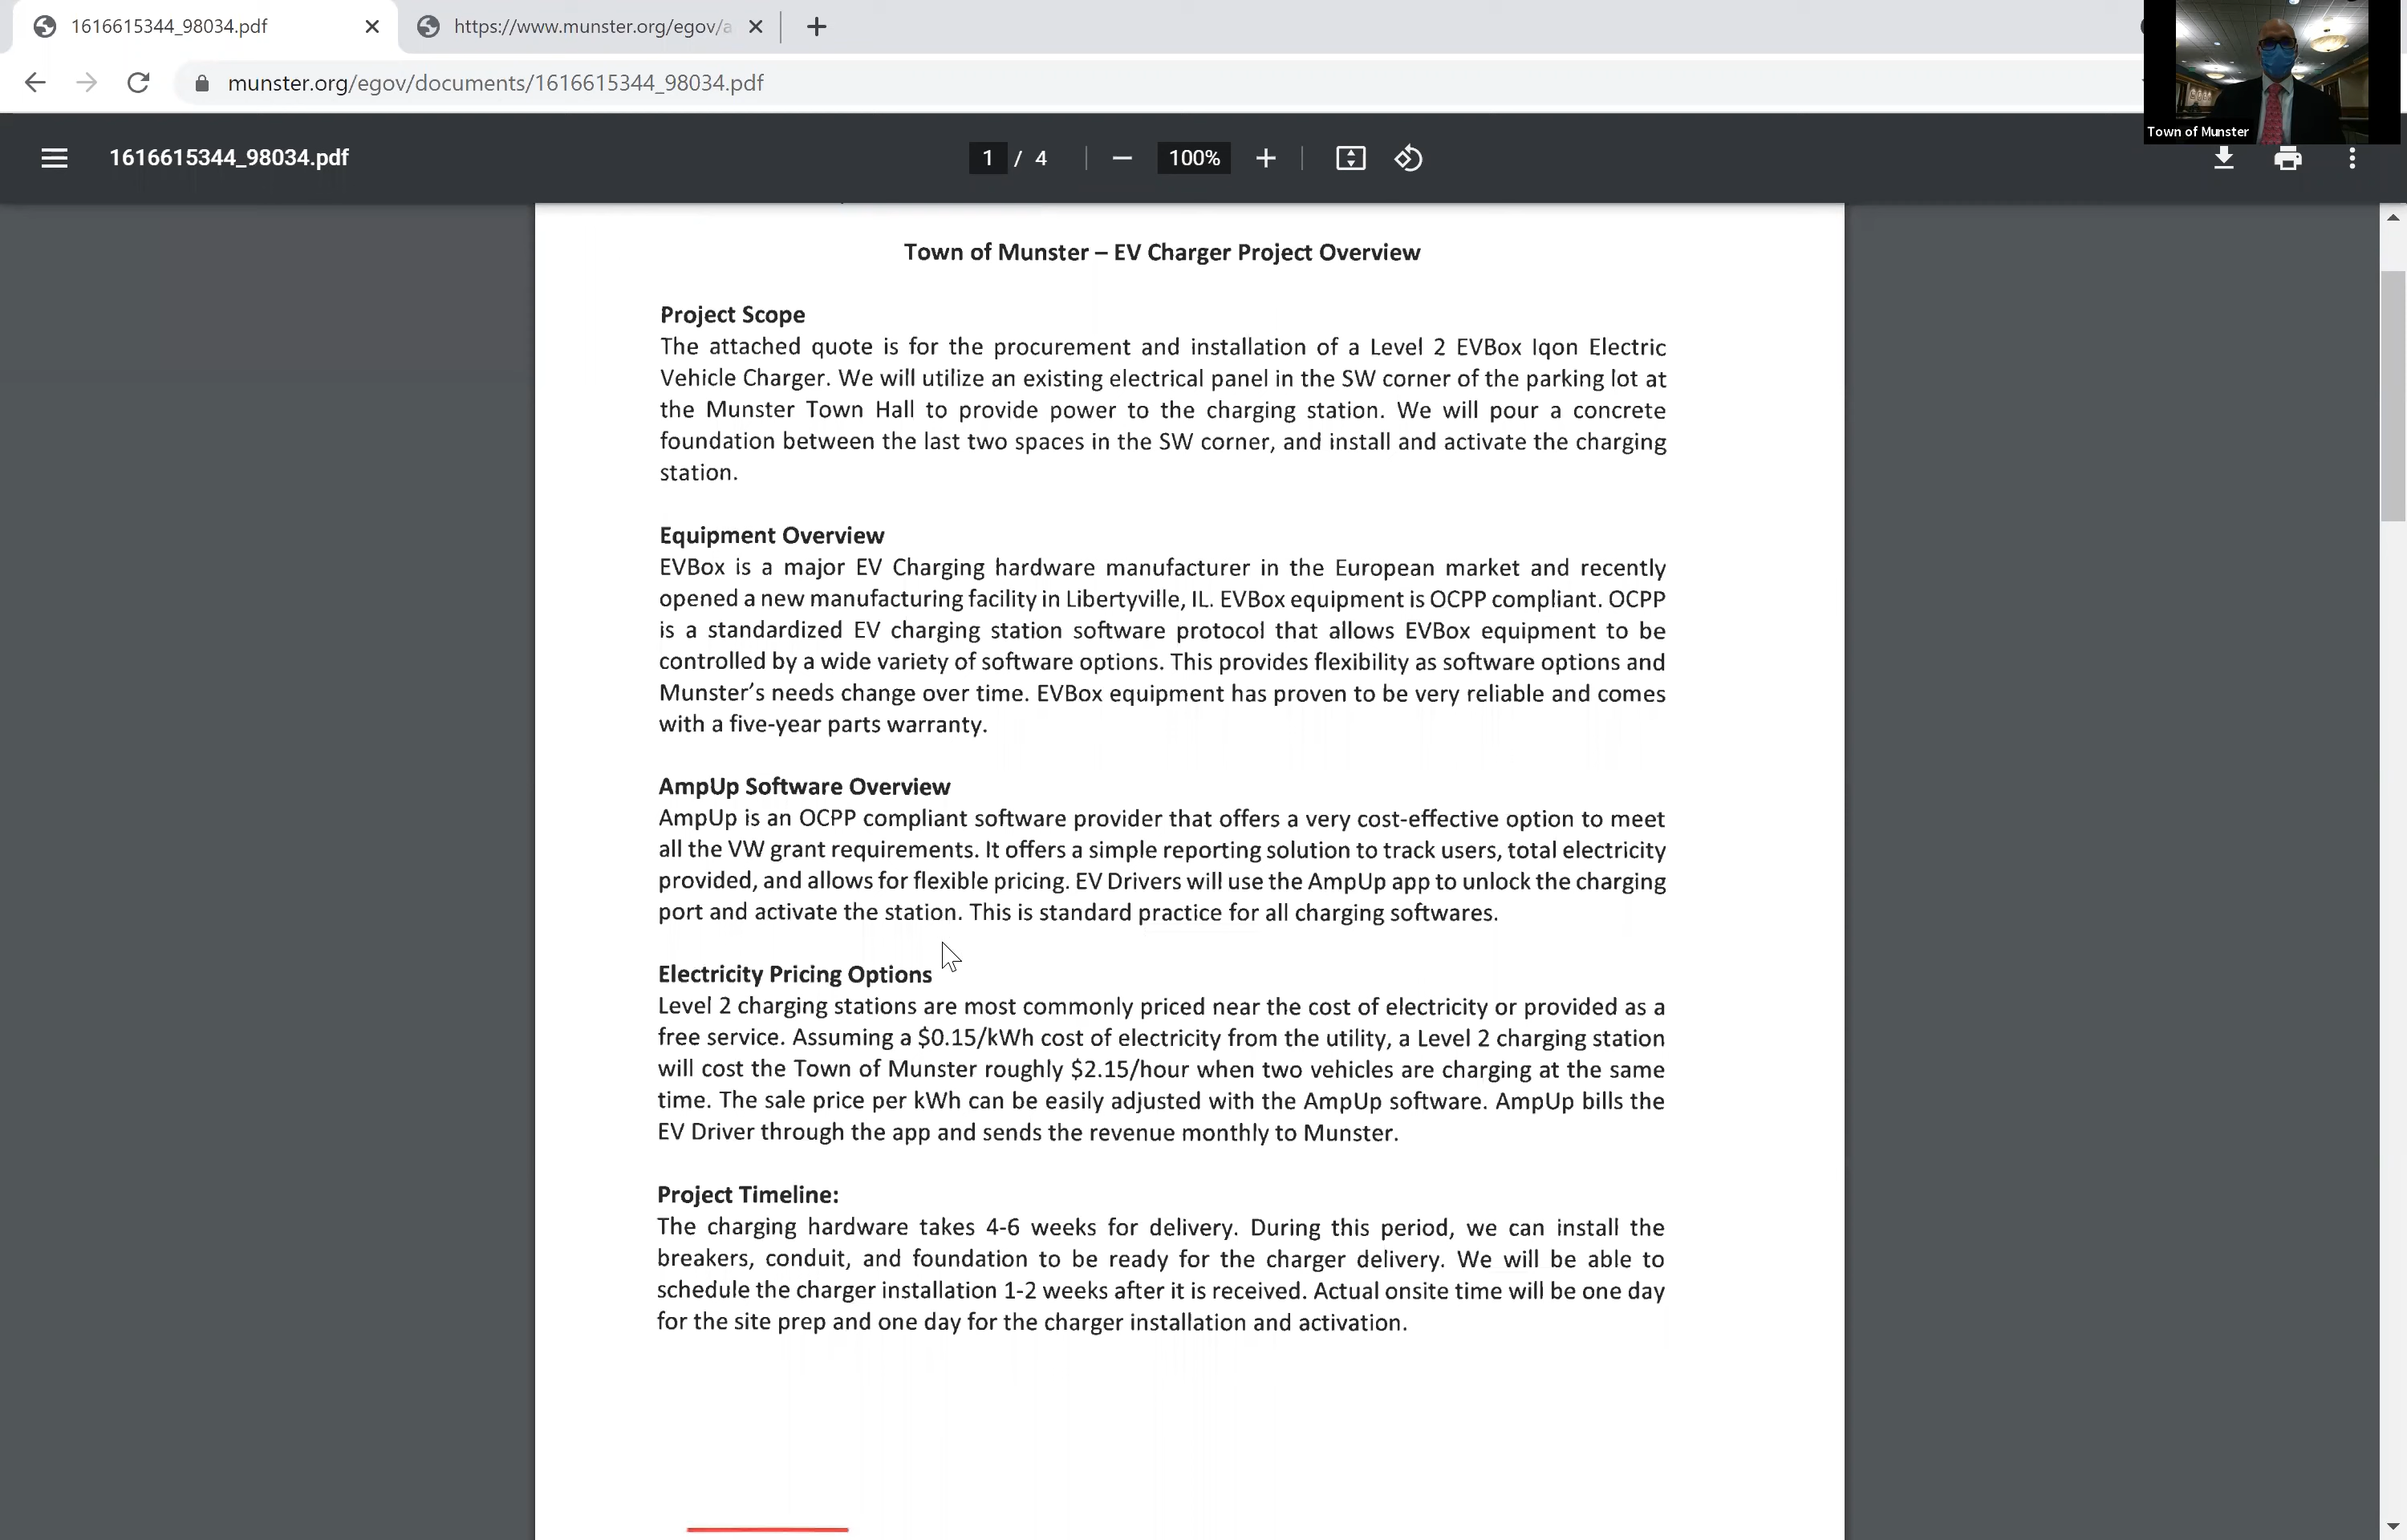 1616615344_98034.pdf
https://www.munster.org/egov/a
munster.org/egov/documents/1616615344_98034.pdf
Town of Munster
1616615344_98034.pdf
1 / 4
100%
Town of Munster – EV Charger Project Overview
Project Scope
The attached quote is for the procurement and installation of a Level 2 EVBox Iqon Electric
Vehicle Charger. We will utilize an existing electrical panel in the SW corner of the parking lot at
the Munster Town Hall to provide power to the charging station. We will pour a concrete
foundation between the last two spaces in the SW corner, and install and activate the charging
station.
Equipment Overview
EVBox is a major EV Charging hardware manufacturer in the European market and recently
opened a new manufacturing facility in Libertyville, IL. EVBox equipment is OCPP compliant. OCPP
is a standardized EV charging station software protocol that allows EVBox equipment to be
controlled by a wide variety of software options. This provides flexibility as software options and
Munster's needs change over time. EVBox equipment has proven to be very reliable and comes
with a five-year parts warranty.
AmpUp Software Overview
AmpUp is an OCPP compliant software provider that offers a very cost-effective option to meet
all the VW grant requirements. It offers a simple reporting solution to track users, total electricity
provided, and allows for flexible pricing. EV Drivers will use the AmpUp app to unlock the charging
port and activate the station. This is standard practice for all charging softwares.
Electricity Pricing Options
Level 2 charging stations are most commonly priced near the cost of electricity or provided as a
free service. Assuming a $0.15/kWh cost of electricity from the utility, a Level 2 charging station
will cost the Town of Munster roughly $2.15/hour when two vehicles are charging at the same
time. The sale price per kWh can be easily adjusted with the AmpUp software. AmpUp bills the
EV Driver through the app and sends the revenue monthly to Munster.
Project Timeline:
The charging hardware takes 4-6 weeks for delivery. During this period, we can install the
breakers, conduit, and foundation to be ready for the charger delivery. We will be able to
schedule the charger installation 1-2 weeks after it is received. Actual onsite time will be one day
for the site prep and one day for the charger installation and activation.